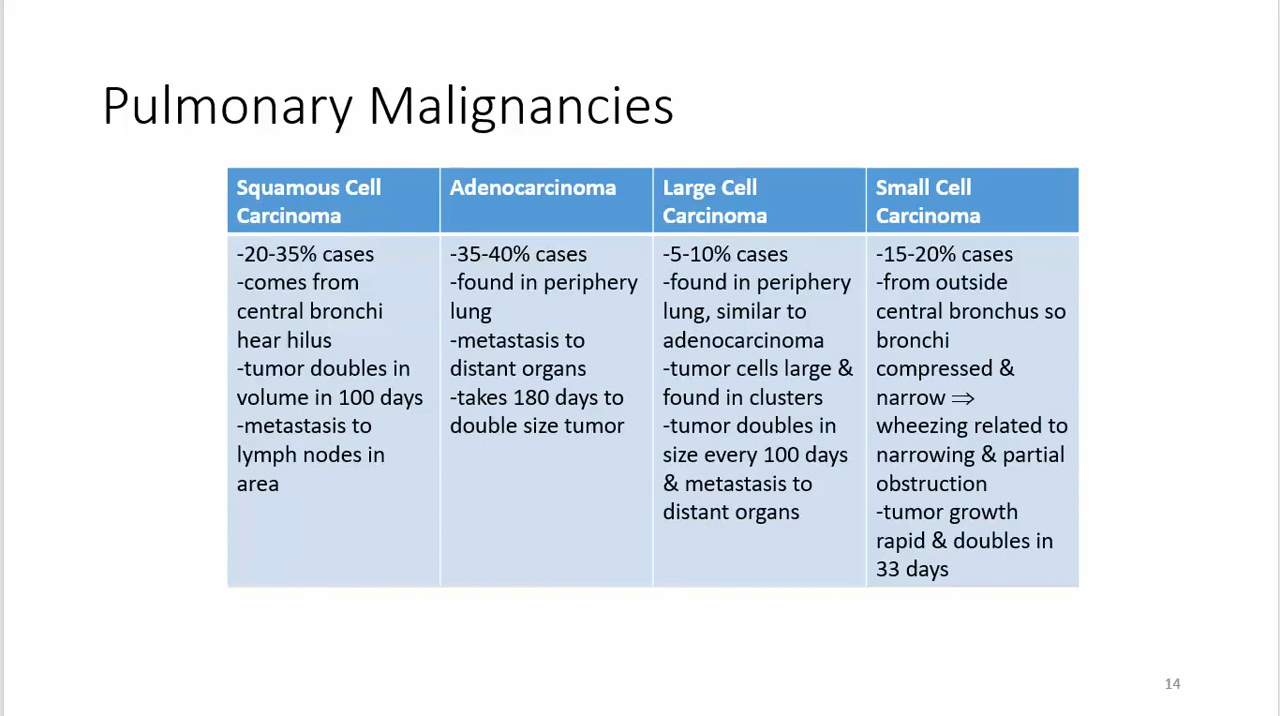 Pulmonary Malignancies
Squamous Cell
Carcinoma
-20-35% cases
-comes from
central bronchi
hear hilus
-tumor doubles in
volume in 100 days
-metastasis to
lymph nodes in
area
Adenocarcinoma
-35-40% cases
-found in periphery
lung
-metastasis to
distant organs
-takes 180 days to
double size tumor
Large Cell
Carcinoma
-5-10% cases
-found in periphery
lung, similar to
adenocarcinoma
-tumor cells large &
found in clusters
-tumor doubles in
size every 100 days
& metastasis to
distant organs
Small Cell
Carcinoma
-15-20% cases
-from outside
central bronchus so
bronchi
compressed &
narrow ⇒
wheezing related to
narrowing & partial
obstruction
-tumor growth
rapid & doubles in
33 days
14